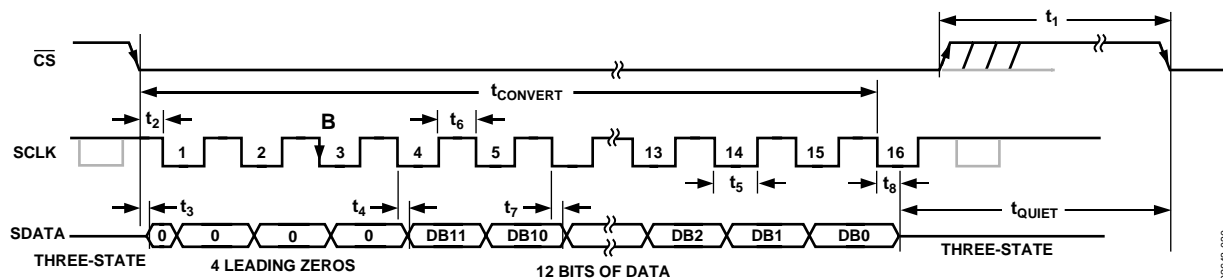 t1
CS
tCONVERT
t2
B
t6
SCLK
1 2 3 4 5 13 14 15 16
t5
t8
t3
t4
t7
tQUIET
SDATA
0 0 0 0 DB11 DB10 DB2 DB1 DB0
THREE-STATE
THREE-STATE
4 LEADING ZEROS
12 BITS OF DATA